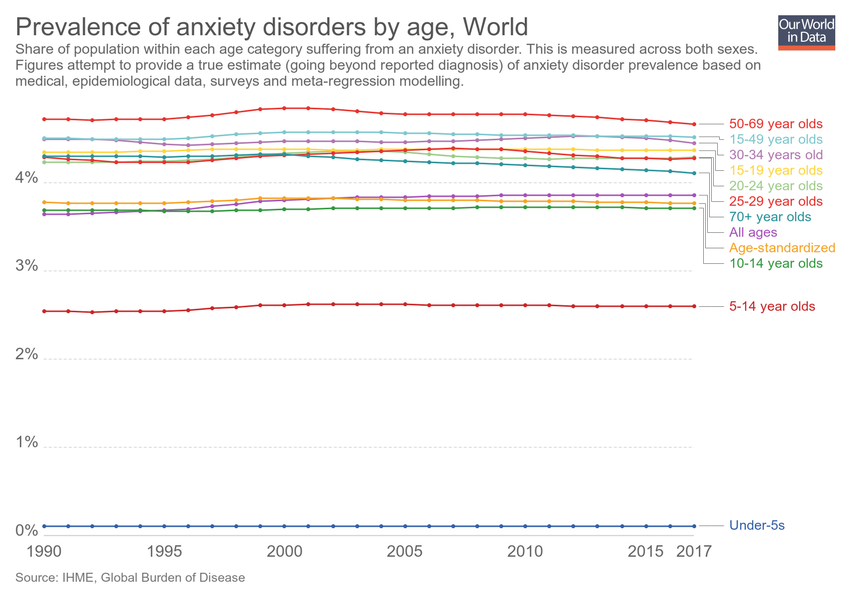 Prevalence of anxiety disorders by age, World
Our World
in Data
Share of population within each age category suffering from an anxiety disorder. This is measured across both sexes.
Figures attempt to provide a true estimate (going beyond reported diagnosis) of anxiety disorder prevalence based on
medical, epidemiological data, surveys and meta-regression modelling.
50-69 year olds
15-49 year olds
30-34 years old
15-19 year olds
4%
20-24 year olds
25-29 year olds
70+ year olds
All ages
Age-standardized
10-14 year olds
3%
5-14 year olds
2%
1%
Under-5s
0%
1990 1995 2000 2005 2010 2015 2017
Source: IHME, Global Burden of Disease